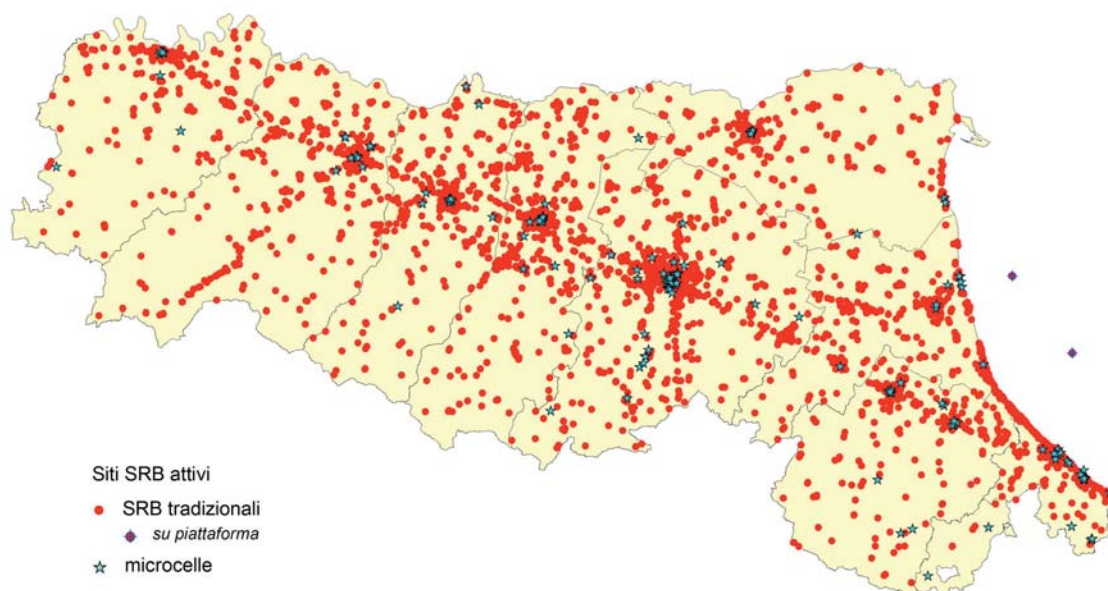 Siti SRB attivi
SRB tradizionali
su piattaforma
microcelle